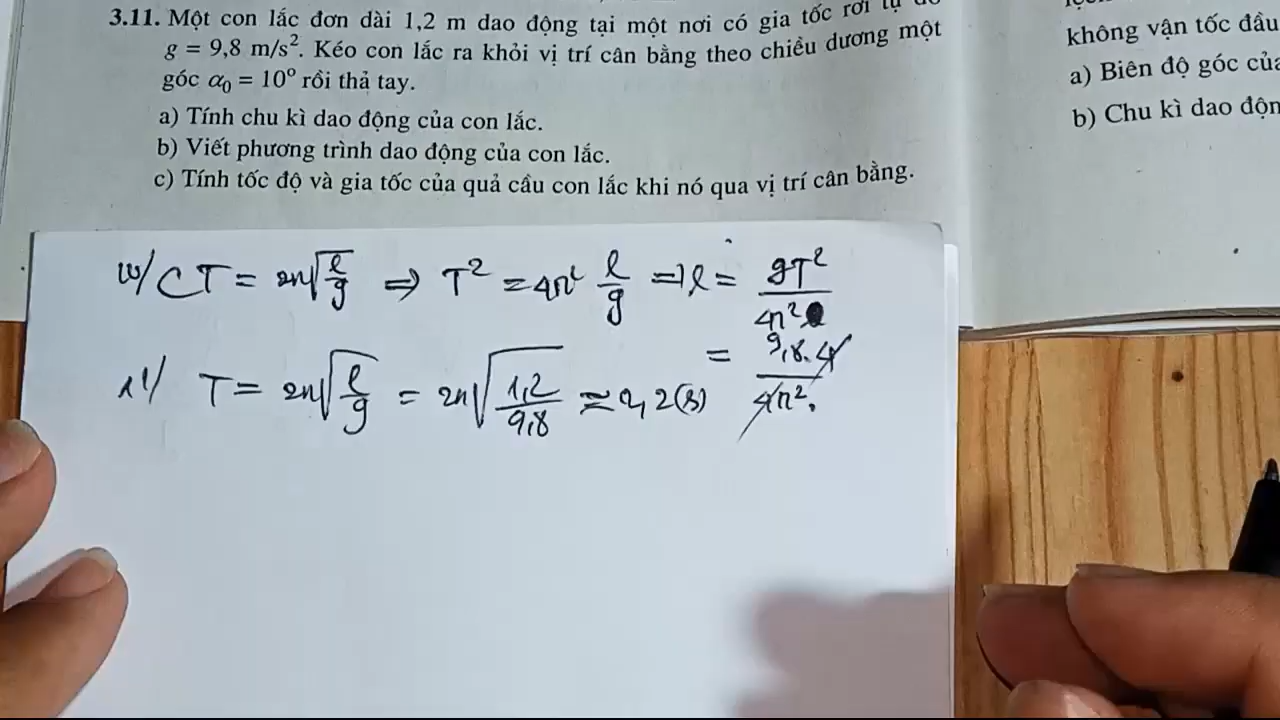 3.11. Một con lắc đơn dài 1,2 m dao động tại một nơi có gia tốc rơi tự do
g = 9,8 m/s². Kéo con lắc ra khỏi vị trí cân bằng theo chiều dương một
góc α₀ = 10° rồi thả tay.
a) Tính chu kì dao động của con lắc.
b) Viết phương trình dao động của con lắc.
c) Tính tốc độ và gia tốc của quả cầu con lắc khi nó qua vị trí cân bằng.
không vận tốc đầu
a) Biên độ góc của
b) Chu kì dao độn
10/ C T = 2π√(l/g) ⇒ T² = 4π² l/g ⇒ l = gT²/4π²
= 9,8.4/4π².
11/ T = 2π√(l/g) = 2π√(1,2/9,8) ≈ 2,2(s)